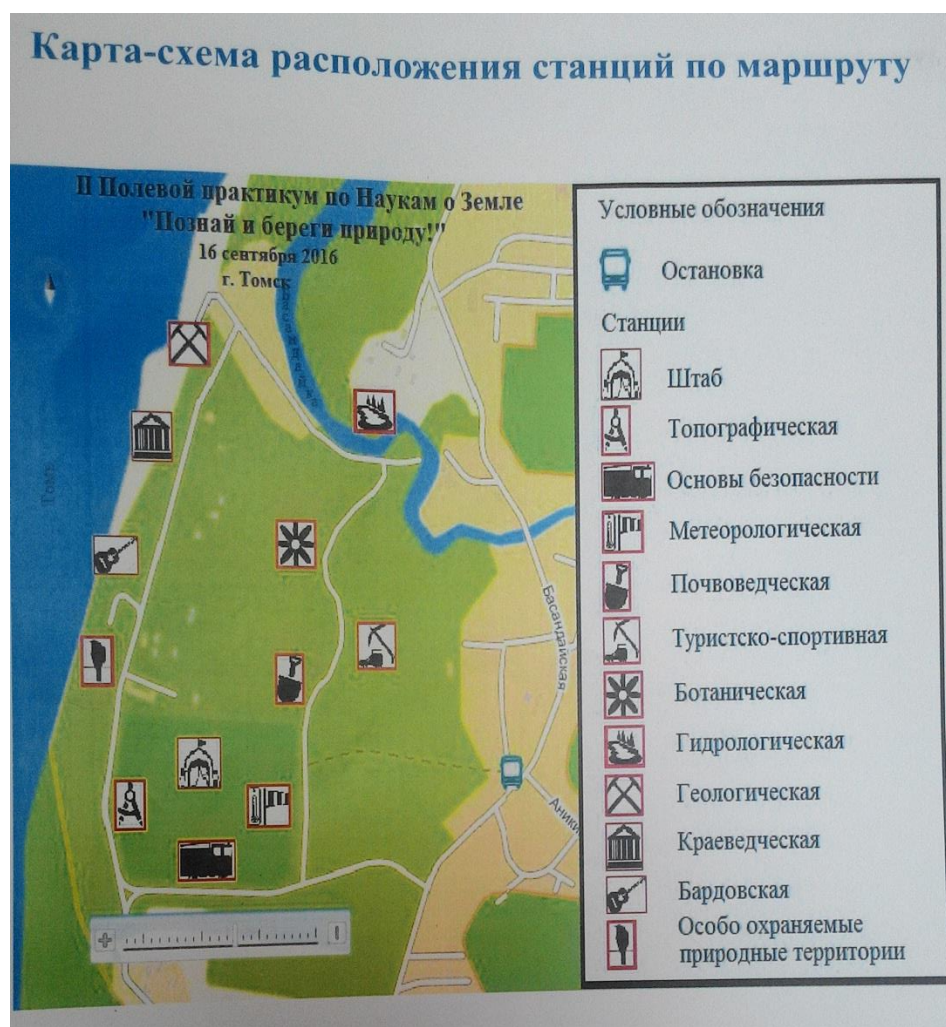 Карта-схема расположения станций по маршруту
II Полевой практикум по Наукам о Земле
"Познай и береги природу!"
16 сентября 2016
г. Томск
Басандайка
Томь
Басандайская
Аники
Условные обозначения
Остановка
Станции
Штаб
Топографическая
Основы безопасности
Метеорологическая
Почвоведческая
Туристско-спортивная
Ботаническая
Гидрологическая
Геологическая
Краеведческая
Бардовская
Особо охраняемые
природные территории